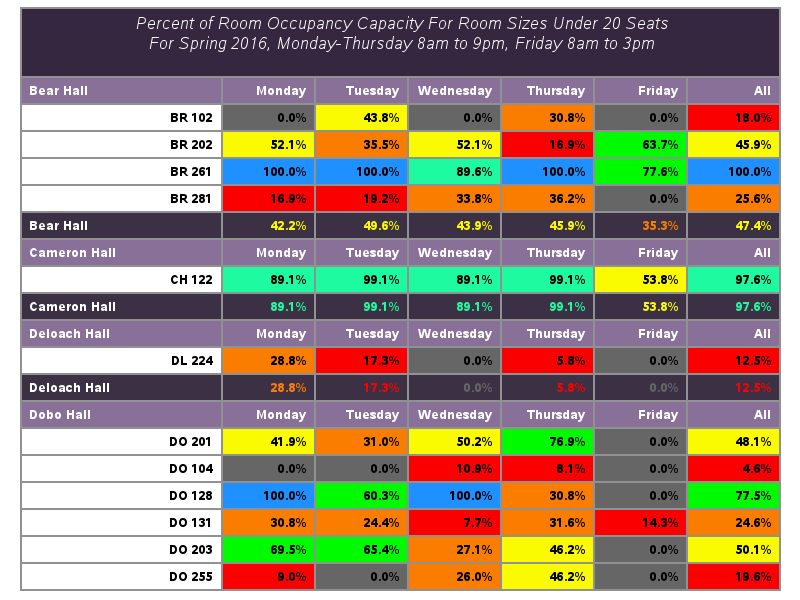 Percent of Room Occupancy Capacity For Room Sizes Under 20 Seats
For Spring 2016, Monday-Thursday 8am to 9pm, Friday 8am to 3pm
Bear Hall Monday Tuesday Wednesday Thursday Friday All
BR 102 0.0% 43.8% 0.0% 30.8% 0.0% 18.0%
BR 202 52.1% 35.5% 52.1% 16.9% 63.7% 45.9%
BR 261 100.0% 100.0% 89.6% 100.0% 77.6% 100.0%
BR 281 16.9% 19.2% 33.8% 36.2% 0.0% 25.6%
Bear Hall 42.2% 49.6% 43.9% 45.9% 35.3% 47.4%
Cameron Hall Monday Tuesday Wednesday Thursday Friday All
CH 122 89.1% 99.1% 89.1% 99.1% 53.8% 97.6%
Cameron Hall 89.1% 99.1% 89.1% 99.1% 53.8% 97.6%
Deloach Hall Monday Tuesday Wednesday Thursday Friday All
DL 224 28.8% 17.3% 0.0% 5.8% 0.0% 12.5%
Deloach Hall 28.8% 17.3% 0.0% 5.8% 0.0% 12.5%
Dobo Hall Monday Tuesday Wednesday Thursday Friday All
DO 201 41.9% 31.0% 50.2% 76.9% 0.0% 48.1%
DO 104 0.0% 0.0% 10.9% 8.1% 0.0% 4.6%
DO 128 100.0% 60.3% 100.0% 30.8% 0.0% 77.5%
DO 131 30.8% 24.4% 7.7% 31.6% 14.3% 24.6%
DO 203 69.5% 65.4% 27.1% 46.2% 0.0% 50.1%
DO 255 9.0% 0.0% 26.0% 46.2% 0.0% 19.6%